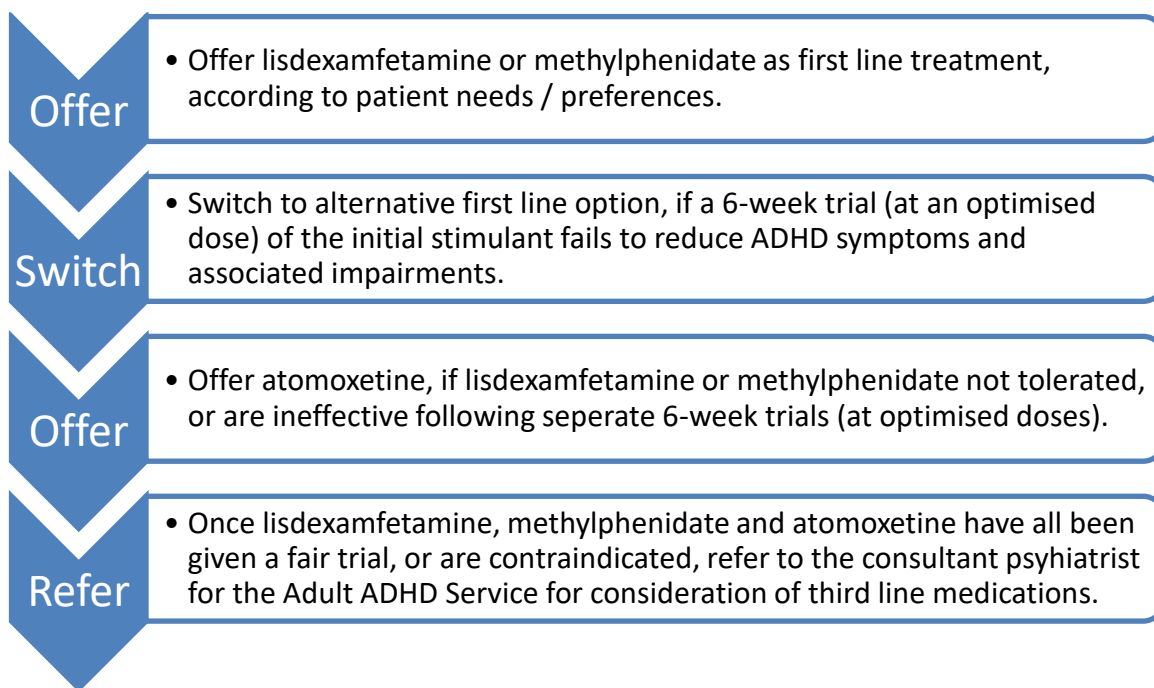 Offer
• Offer lisdexamfetamine or methylphenidate as first line treatment,
according to patient needs / preferences.
Switch
• Switch to alternative first line option, if a 6-week trial (at an optimised
dose) of the initial stimulant fails to reduce ADHD symptoms and
associated impairments.
Offer
• Offer atomoxetine, if lisdexamfetamine or methylphenidate not tolerated,
or are ineffective following seperate 6-week trials (at optimised doses).
Refer
• Once lisdexamfetamine, methylphenidate and atomoxetine have all been
given a fair trial, or are contraindicated, refer to the consultant psyhiatrist
for the Adult ADHD Service for consideration of third line medications.